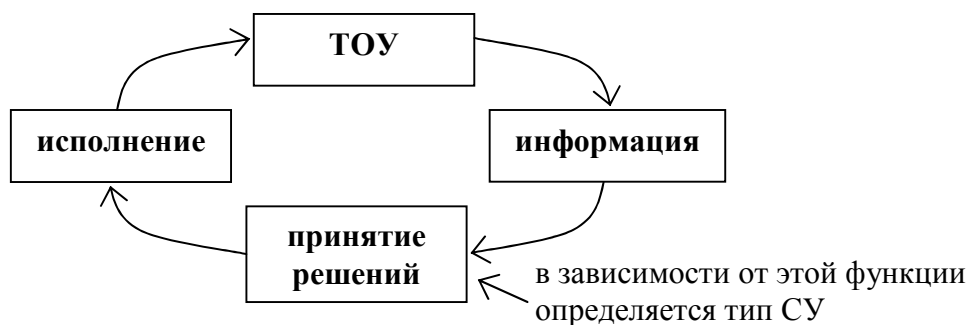 ТОУ
исполнение
информация
принятие
решений
в зависимости от этой функции
определяется тип СУ